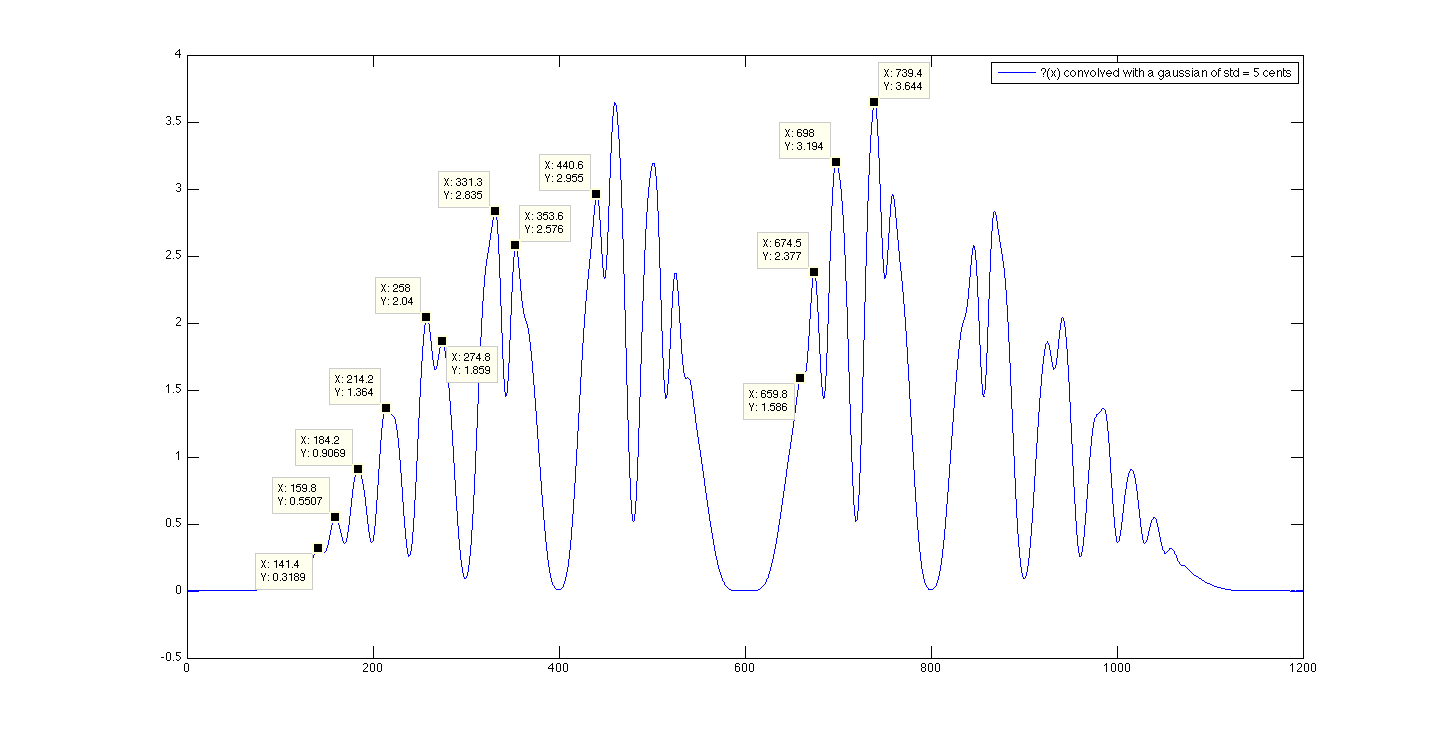 ?(x) convolved with a gaussian of std = 5 cents
4
3.5
3
2.5
2
1.5
1
0.5
0
-0.5
0
200
400
600
800
1000
1200
X: 141.4
Y: 0.3189
X: 159.8
Y: 0.5507
X: 184.2
Y: 0.9069
X: 214.2
Y: 1.364
X: 258
Y: 2.04
X: 274.8
Y: 1.859
X: 331.3
Y: 2.835
X: 353.6
Y: 2.576
X: 440.6
Y: 2.955
X: 659.8
Y: 1.586
X: 674.5
Y: 2.377
X: 698
Y: 3.194
X: 739.4
Y: 3.644